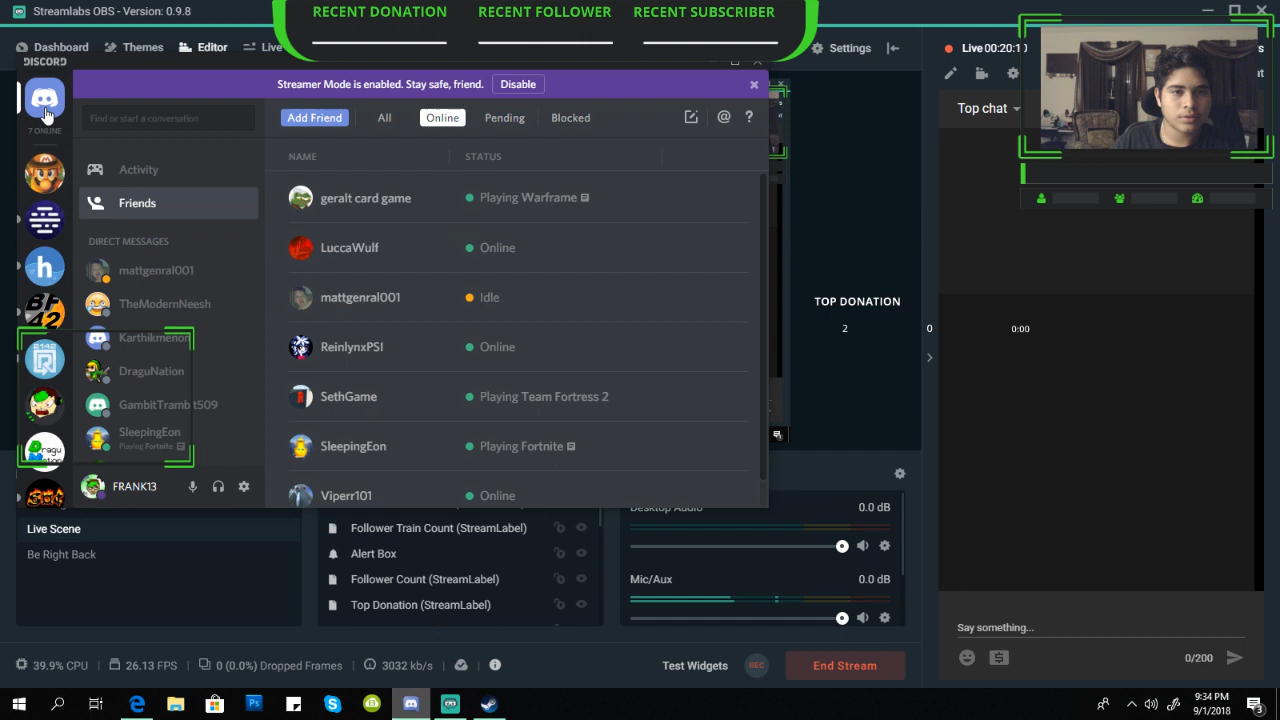 Streamlabs OBS - Version: 0.9.8
RECENT DONATION
RECENT FOLLOWER
RECENT SUBSCRIBER
Dashboard
Themes
Editor
Live
Settings
Live 00:20:1
DISCORD
Streamer Mode is enabled. Stay safe, friend.
Disable
7 ONLINE
Find or start a conversation
Add Friend
All
Online
Pending
Blocked
Top chat
NAME
STATUS
Activity
Friends
DIRECT MESSAGES
mattgenral001
TheModernNeesh
Karthikmenon
DraguNation
GambitTrambit509
SleepingEon
Playing Fortnite
FRANK13
geralt card game
Playing Warframe
LuccaWulf
Online
mattgenral001
Idle
ReinlynxPSI
Online
SethGame
Playing Team Fortress 2
SleepingEon
Playing Fortnite
Viperr101
Online
TOP DONATION
2
0
0:00
Live Scene
Be Right Back
Follower Train Count (StreamLabel)
Alert Box
Follower Count (StreamLabel)
Top Donation (StreamLabel)
Desktop Audio
0.0 dB
Mic/Aux
0.0 dB
Say something...
0/200
39.9% CPU
26.13 FPS
0 (0.0%) Dropped Frames
3032 kb/s
Test Widgets
REC
End Stream
9:34 PM
9/1/2018
3